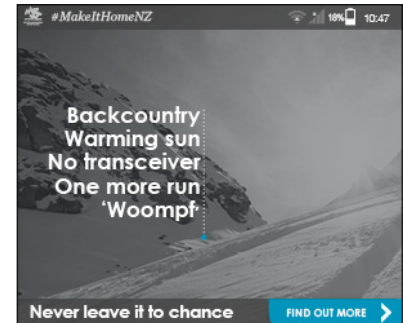 #MakeItHomeNZ 18% 10:47
Backcountry
Warming sun
No transceiver
One more run
‘Woompf’
Never leave it to chance
FIND OUT MORE